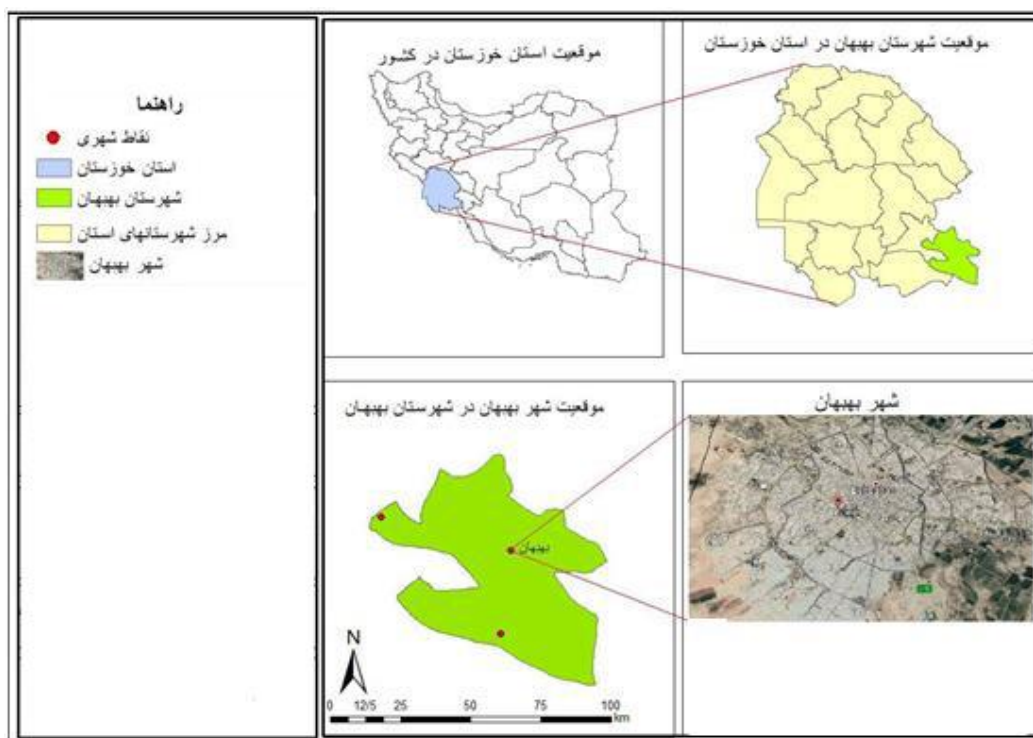 راهنما
نقاط شهری
استان خوزستان
شهرستان بهبهان
مرز شهرستانهای استان
شهر بهبهان
موقعیت استان خوزستان در کشور
موقعیت شهرستان بهبهان در استان خوزستان
موقعیت شهر بهبهان در شهرستان بهبهان
بهبهان
N
0 12/5 25 50 75 100
km
شهر بهبهان